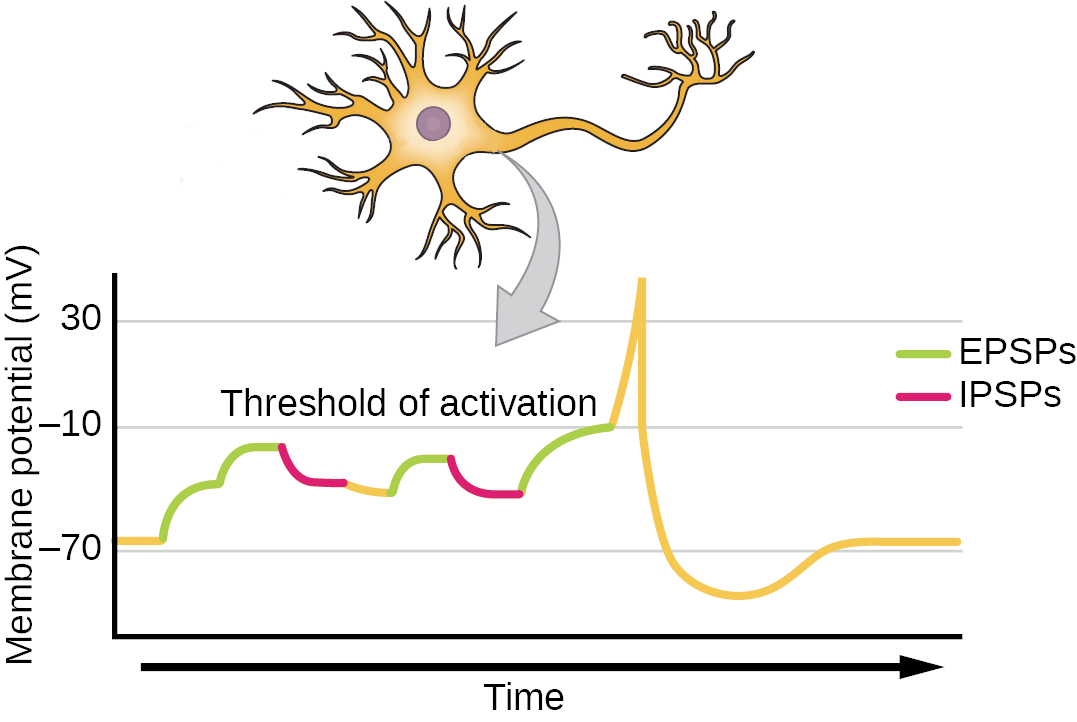 Membrane potential (mV)
30
–10
–70
Threshold of activation
EPSPs
IPSPs
Time